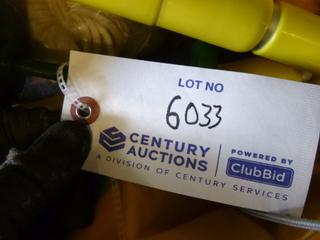 LOT NO
6033
CENTURY
AUCTIONS
A DIVISION OF CENTURY SERVICES
POWERED BY
ClubBid